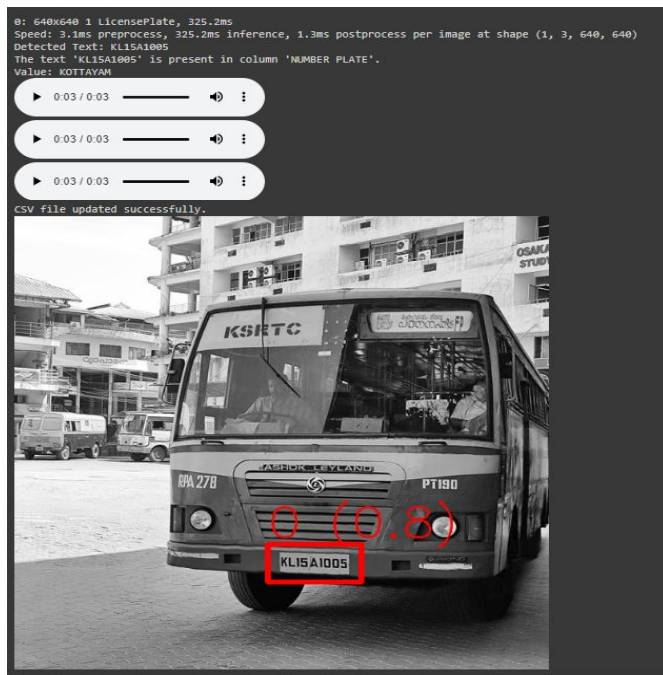 0: 640x640 1 LicensePlate, 325.2ms
Speed: 3.1ms preprocess, 325.2ms inference, 1.3ms postprocess per image at shape (1, 3, 640, 640)
Detected Text: KL15A1005
The text 'KL15A1005' is present in column 'NUMBER PLATE'.
Value: KOTTAYAM
0:03 / 0:03
0:03 / 0:03
0:03 / 0:03
CSV file updated successfully.
OSAKA
STUDY
KSRTC
ASHOK LEYLAND
RPA 278
PT190
0 (0.8)
KL15A1005